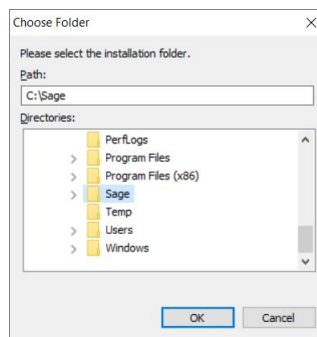 Choose Folder
Please select the installation folder.
Path:
C:\Sage
Directories:
PerfLogs
Program Files
Program Files (x86)
Sage
Temp
Users
Windows
OK Cancel